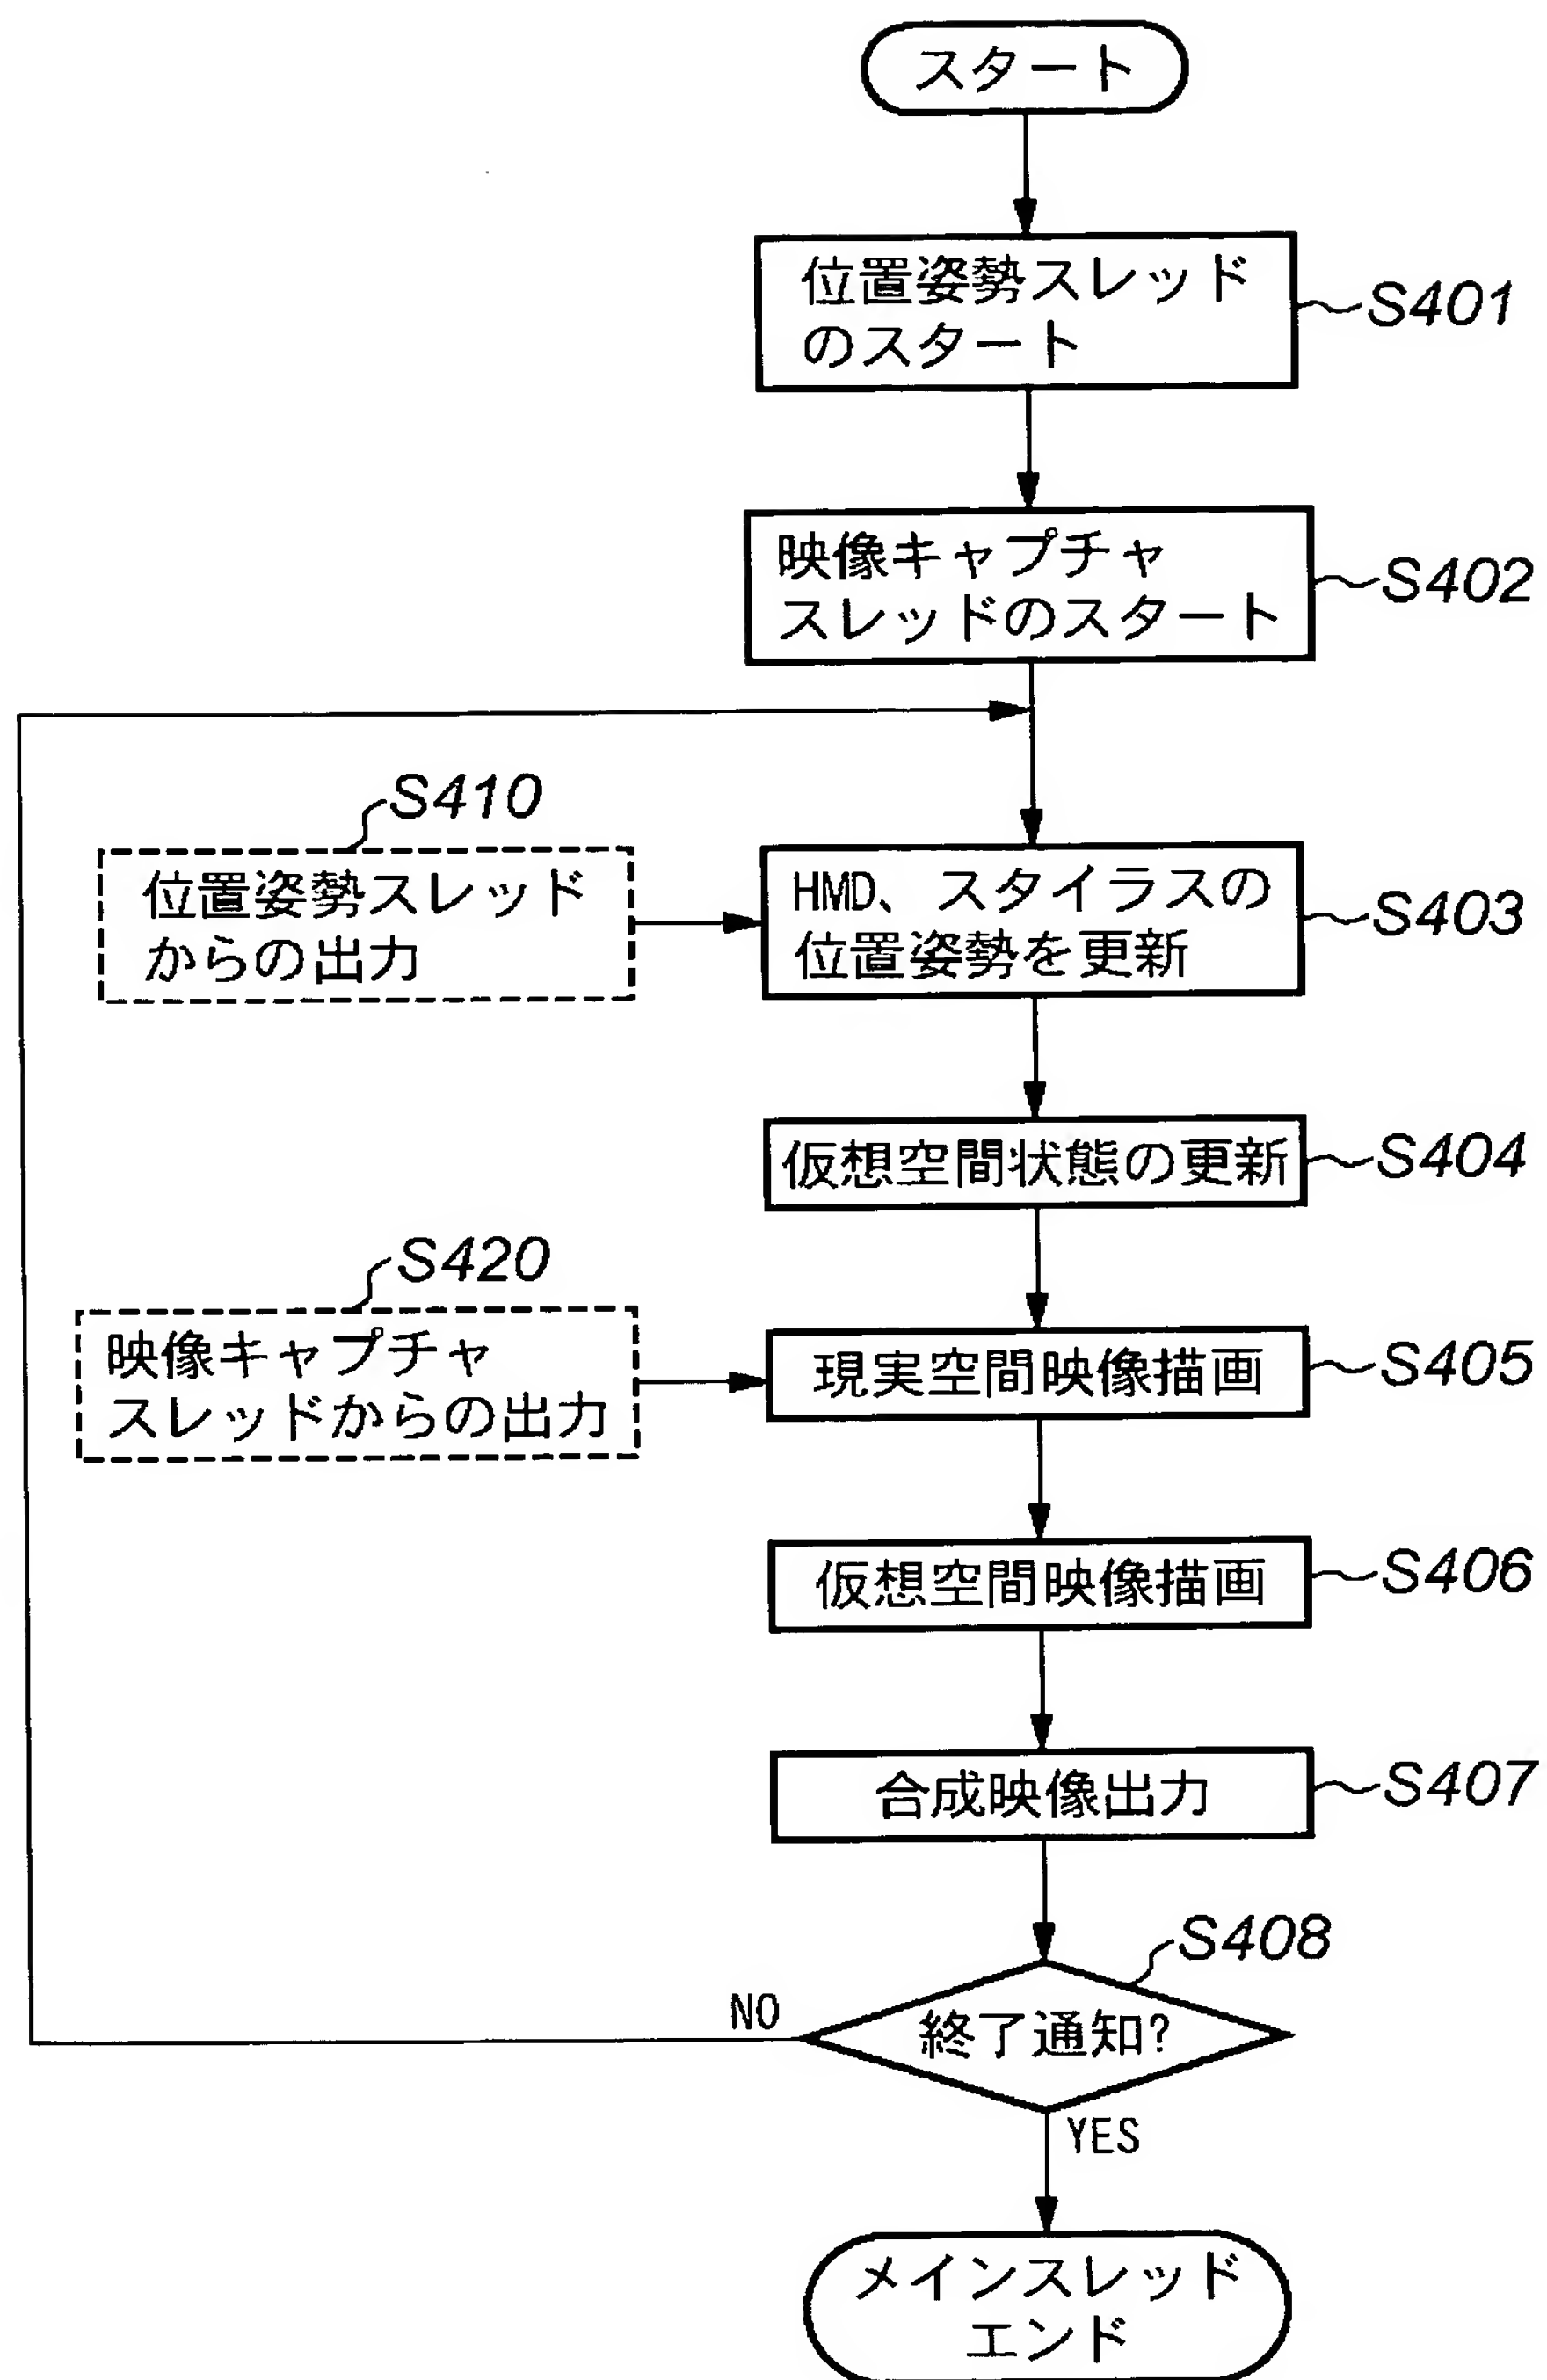 スタート
位置姿勢スレッド
のスタート
S401
映像キャプチャ
スレッドのスタート
S402
S410
位置姿勢スレッド
からの出力
HMD、スタイラスの
位置姿勢を更新
S403
仮想空間状態の更新
S404
S420
映像キャプチャ
スレッドからの出力
現実空間映像描画
S405
仮想空間映像描画
S406
合成映像出力
S407
S408
終了通知?
NO
YES
メインスレッド
エンド